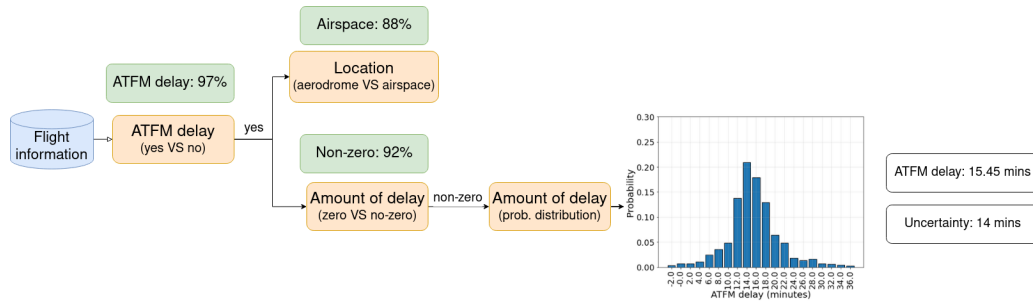 Airspace: 88%
Location
(aerodrome VS airspace)
ATFM delay: 97%
Flight
information
ATFM delay
(yes VS no)
yes
Non-zero: 92%
Amount of delay
(zero VS no-zero)
non-zero
Amount of delay
(prob. distribution)
Probability
0.30
0.25
0.20
0.15
0.10
0.05
0.00
-2.0
-0.0
2.0
4.0
6.0
8.0
10.0
12.0
14.0
16.0
18.0
20.0
22.0
24.0
26.0
28.0
30.0
32.0
34.0
36.0
ATFM delay (minutes)
ATFM delay: 15.45 mins
Uncertainty: 14 mins